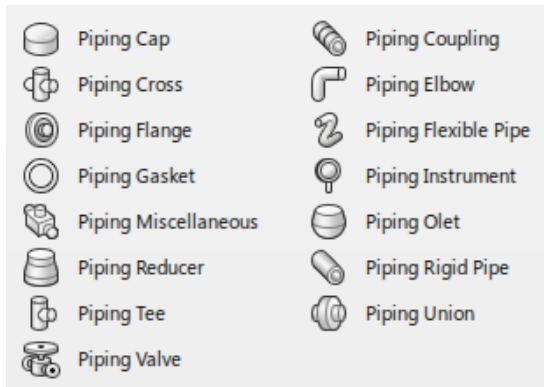 Piping Cap
Piping Coupling
Piping Cross
Piping Elbow
Piping Flange
Piping Flexible Pipe
Piping Gasket
Piping Instrument
Piping Miscellaneous
Piping Olet
Piping Reducer
Piping Rigid Pipe
Piping Tee
Piping Union
Piping Valve